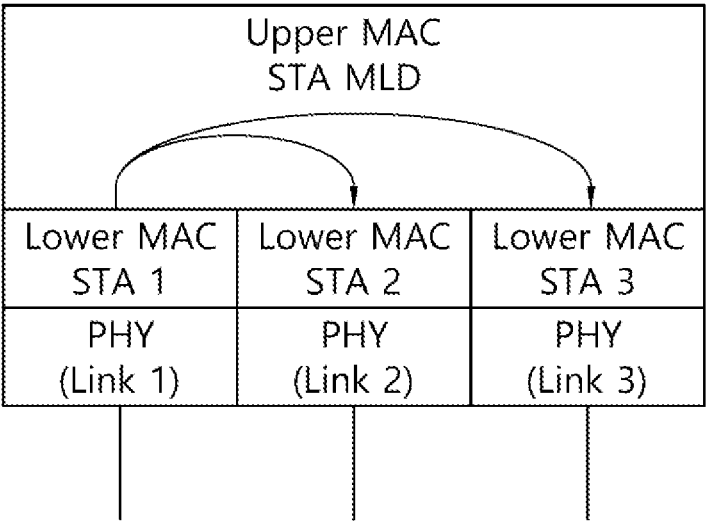 Upper MAC
STA MLD
Lower MAC
STA 1
Lower MAC
STA 2
Lower MAC
STA 3
PHY
(Link 1)
PHY
(Link 2)
PHY
(Link 3)